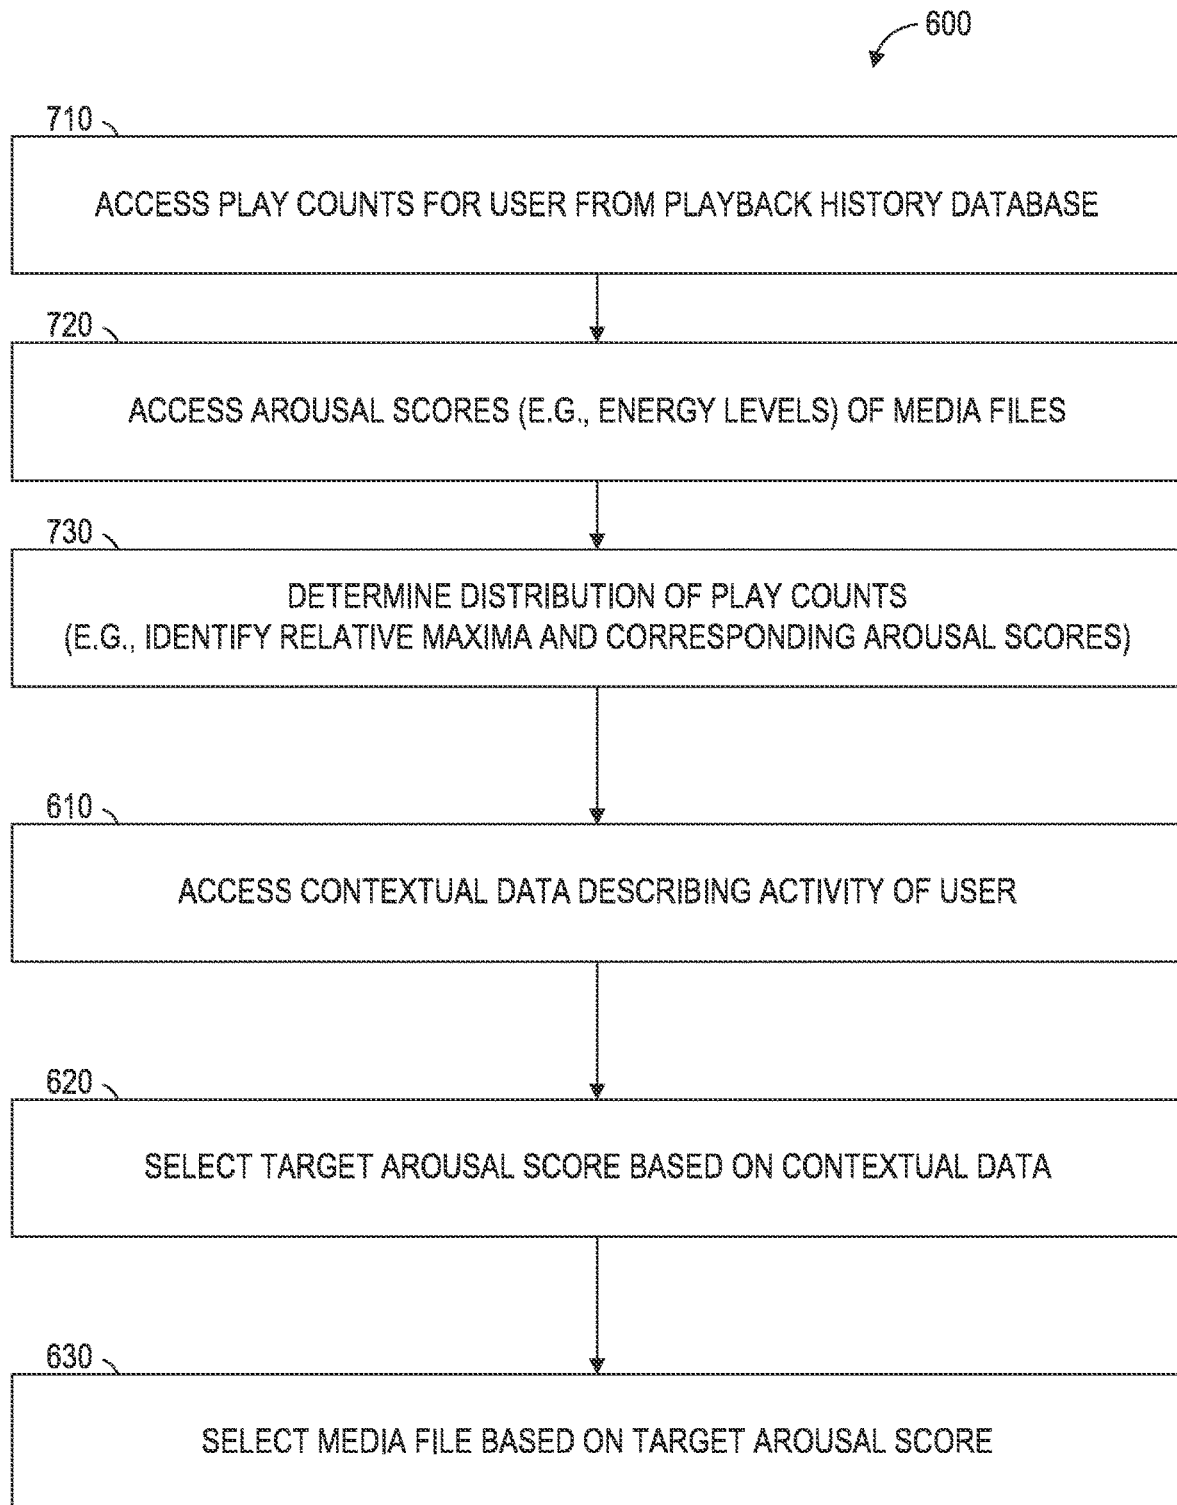 600
710
ACCESS PLAY COUNTS FOR USER FROM PLAYBACK HISTORY DATABASE
720
ACCESS AROUSAL SCORES (E.G., ENERGY LEVELS) OF MEDIA FILES
730
DETERMINE DISTRIBUTION OF PLAY COUNTS
(E.G., IDENTIFY RELATIVE MAXIMA AND CORRESPONDING AROUSAL SCORES)
610
ACCESS CONTEXTUAL DATA DESCRIBING ACTIVITY OF USER
620
SELECT TARGET AROUSAL SCORE BASED ON CONTEXTUAL DATA
630
SELECT MEDIA FILE BASED ON TARGET AROUSAL SCORE